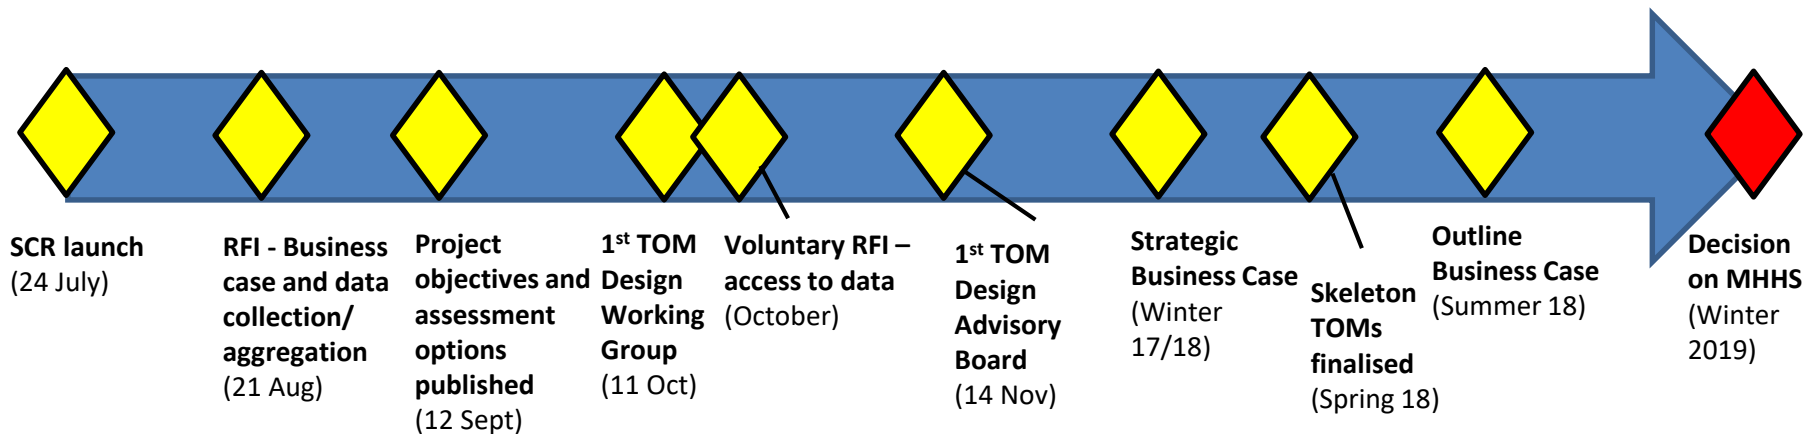 SCR launch
(24 July)
RFI - Business
case and data
collection/
aggregation
(21 Aug)
Project
objectives and
assessment
options
published
(12 Sept)
1st TOM
Design
Working
Group
(11 Oct)
Voluntary RFI –
access to data
(October)
1st TOM
Design
Advisory
Board
(14 Nov)
Strategic
Business Case
(Winter
17/18)
Skeleton
TOMs
finalised
(Spring 18)
Outline
Business Case
(Summer 18)
Decision
on MHHS
(Winter
2019)